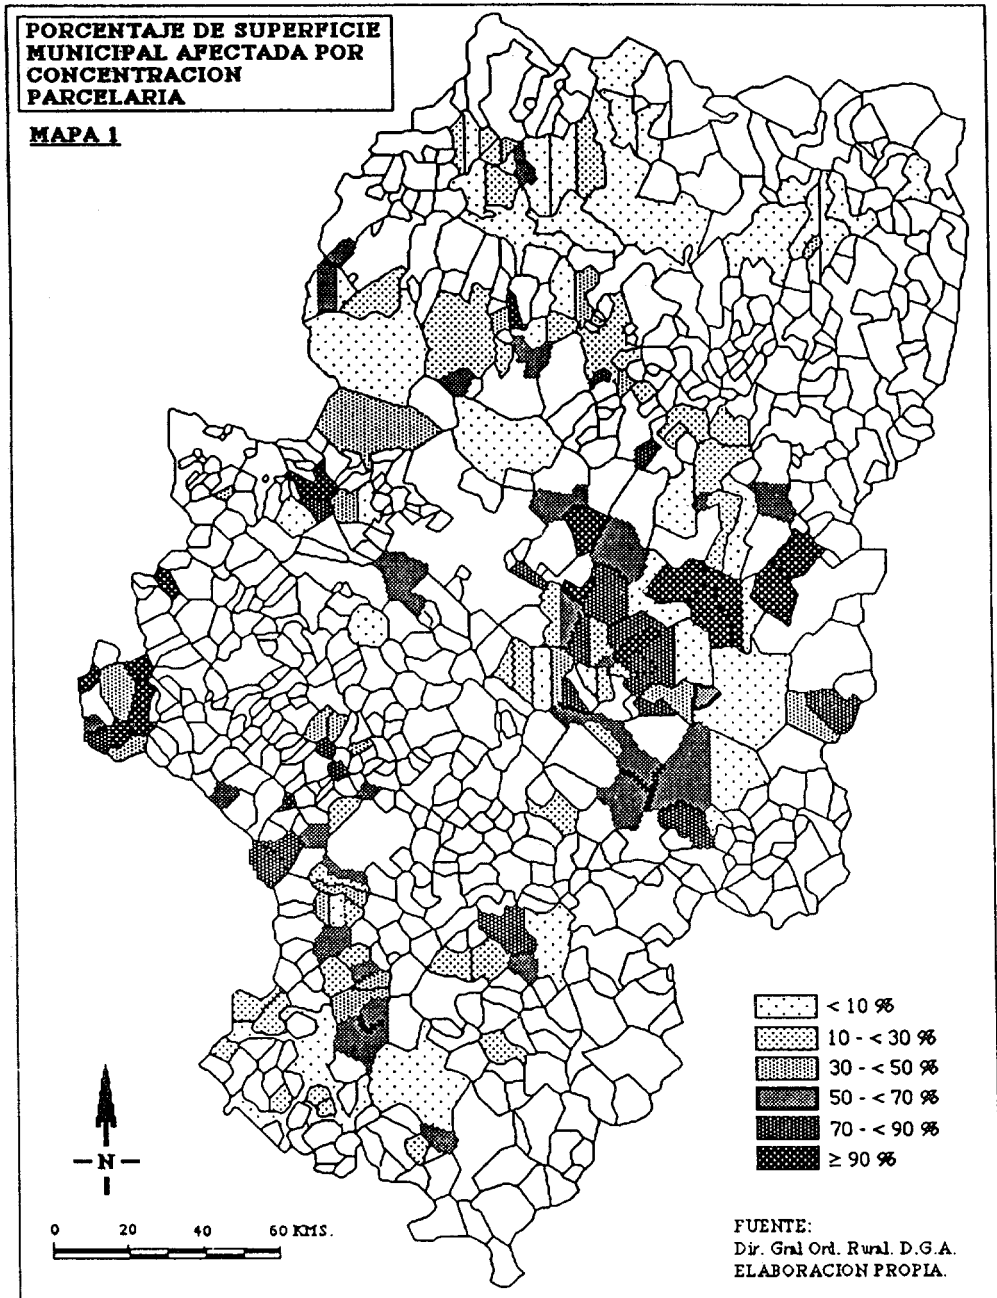 PORCENTAJE DE SUPERFICIE
MUNICIPAL AFECTADA POR
CONCENTRACION
PARCELARIA
MAPA 1
< 10 %
10 - < 30 %
30 - < 50 %
50 - < 70 %
70 - < 90 %
≥ 90 %
N
0 20 40 60 KMS.
FUENTE:
Dir. Gral Ord. Rural. D.G.A.
ELABORACION PROPIA.